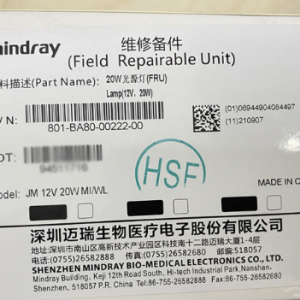 mindray
维修备件
(Field Repairable Unit)
料描述(Part Name): 20W光源灯(FRU)
Lamp(12V、20W)
/N: 801-BA80-00222-00
(01)06944904064497
(11)210907
OT:
HSF
Model: JM 12V 20W MI/WL
MADE IN C
深圳迈瑞生物医疗电子股份有限公司
地址:深圳市南山区高新技术产业园区科技南十二路迈瑞大厦1-4层
电话:(0755)26582888 传真:(0755)26582680 邮编:518057
SHENZHEN MINDRAY BIO-MEDICAL ELECTRONICS CO.,LTD
Mindray Building, Keji 12th Road South, Hi-tech Industrial Park,Nanshan,
Shenzhen 518057
Fax: +86-755-26582